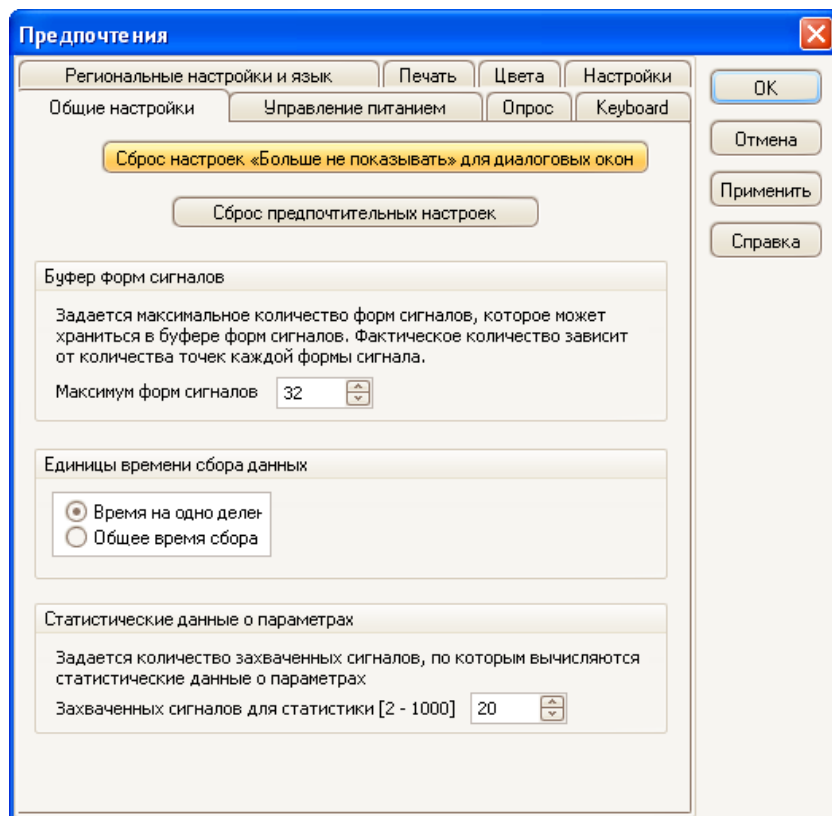 Предпочтения
Региональные настройки и язык
Печать
Цвета
Настройки
Общие настройки
Управление питанием
Опрос
Keyboard
OK
Отмена
Применить
Справка
Сброс настроек «Больше не показывать» для диалоговых окон
Сброс предпочтительных настроек
Буфер форм сигналов
Задается максимальное количество форм сигналов, которое может
храниться в буфере форм сигналов. Фактическое количество зависит
от количества точек каждой формы сигнала.
Максимум форм сигналов 32
Единицы времени сбора данных
Время на одно делен
Общее время сбора
Статистические данные о параметрах
Задается количество захваченных сигналов, по которым вычисляются
статистические данные о параметрах
Захваченных сигналов для статистики [2 - 1000] 20